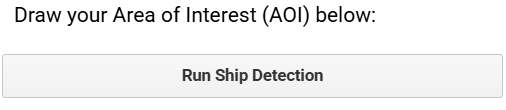 Draw your Area of Interest (AOI) below:
Run Ship Detection